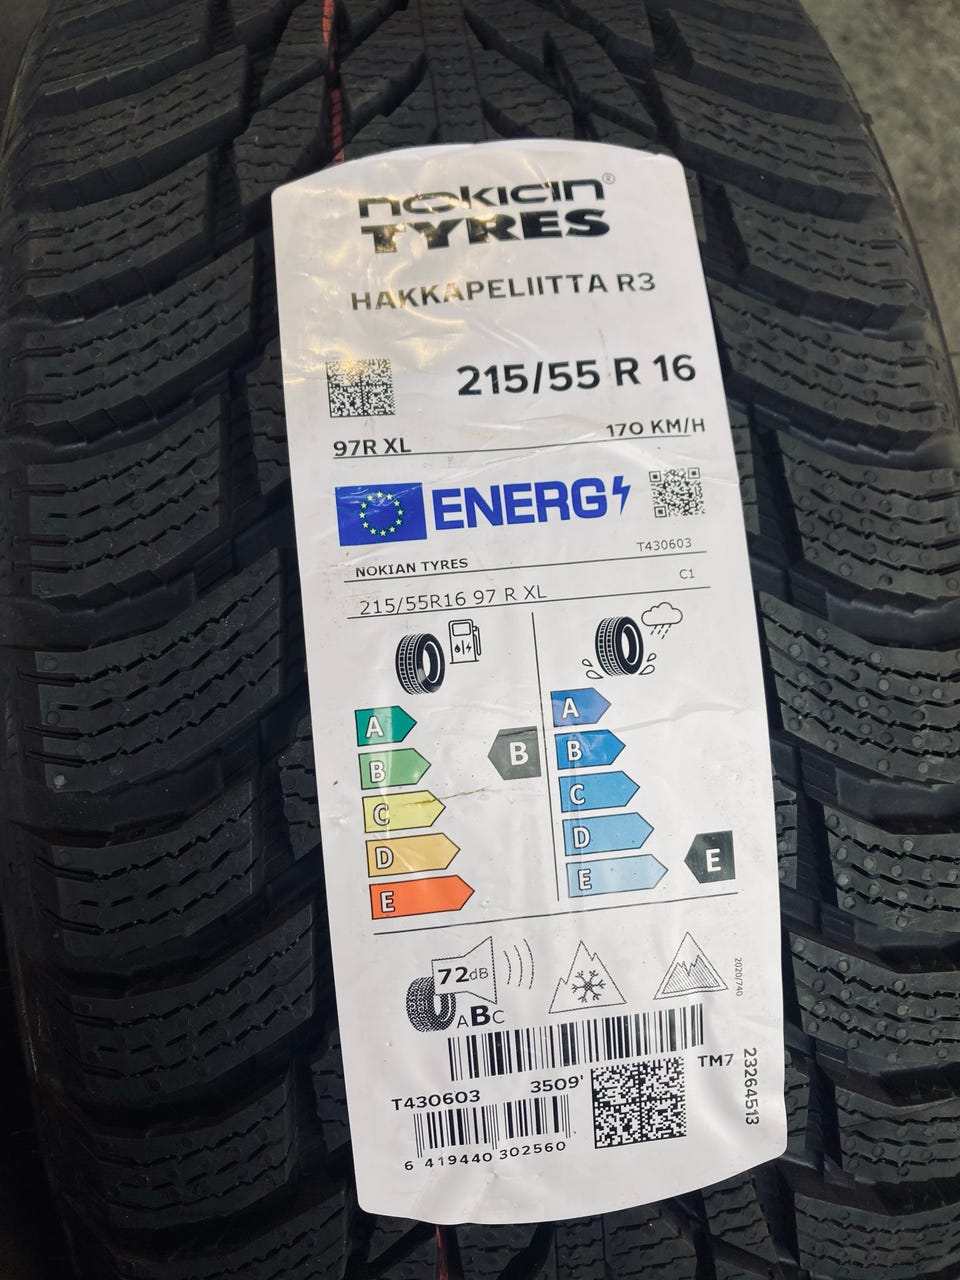 nokian®
TYRES
HAKKAPELIITTA R3
215/55 R 16
97R XL
170 KM/H
ENERG
NOKIAN TYRES
T430603
215/55R16 97 R XL
C1
A
B
C
D
E
B
A
B
C
D
E
E
72dB
ABC
2020/740
T430603
3509'
TM7
23264513
6 419440 302560